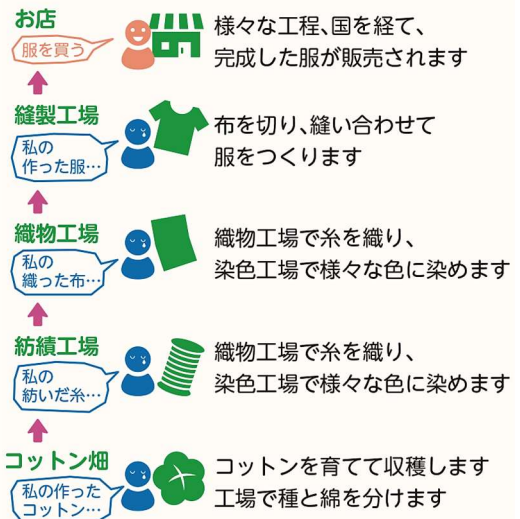 お店
服を買う
様々な工程、国を経て、
完成した服が販売されます
縫製工場
私の
作った服…
布を切り、縫い合わせて
服をつくります
織物工場
私の
織った布…
織物工場で糸を織り、
染色工場で様々な色に染めます
紡績工場
私の
紡いだ糸…
織物工場で糸を織り、
染色工場で様々な色に染めます
コットン畑
私の作った
コットン…
コットンを育てて収穫します
工場で種と綿を分けます